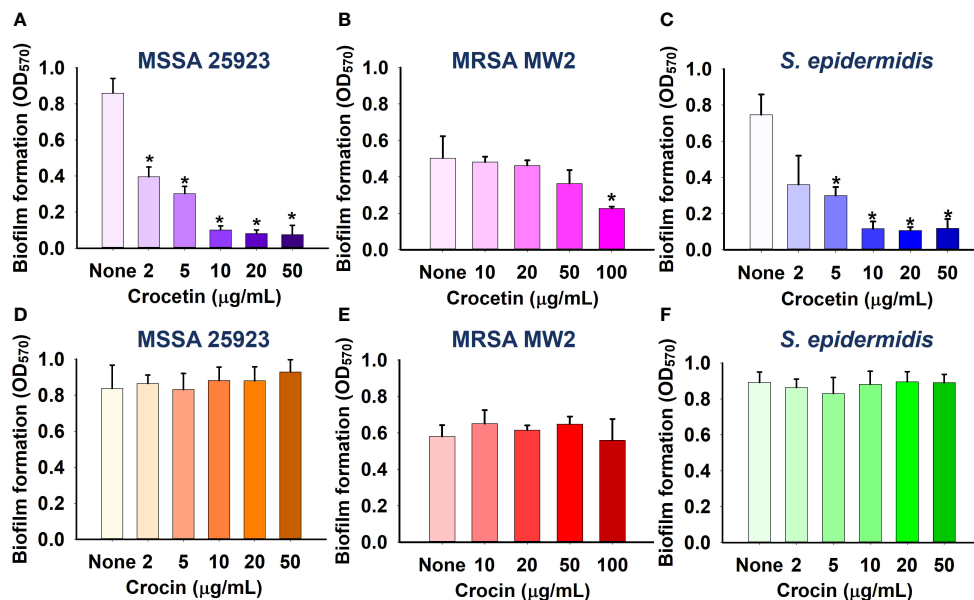 A
MSSA 25923
Biofilm formation (OD570)
1.0
0.8
0.6
0.4
0.2
0.0
* * * * *
None 2 5 10 20 50
Crocetin (μg/mL)
B
MRSA MW2
Biofilm formation (OD570)
1.0
0.8
0.6
0.4
0.2
0.0
*
None 10 20 50 100
Crocetin (μg/mL)
C
S. epidermidis
Biofilm formation (OD570)
1.0
0.8
0.6
0.4
0.2
0.0
* * * *
None 2 5 10 20 50
Crocetin (μg/mL)
D
MSSA 25923
Biofilm formation (OD570)
1.0
0.8
0.6
0.4
0.2
0.0
None 2 5 10 20 50
Crocin (μg/mL)
E
MRSA MW2
Biofilm formation (OD570)
1.0
0.8
0.6
0.4
0.2
0.0
None 10 20 50 100
Crocin (μg/mL)
F
S. epidermidis
Biofilm formation (OD570)
1.0
0.8
0.6
0.4
0.2
0.0
None 2 5 10 20 50
Crocin (μg/mL)